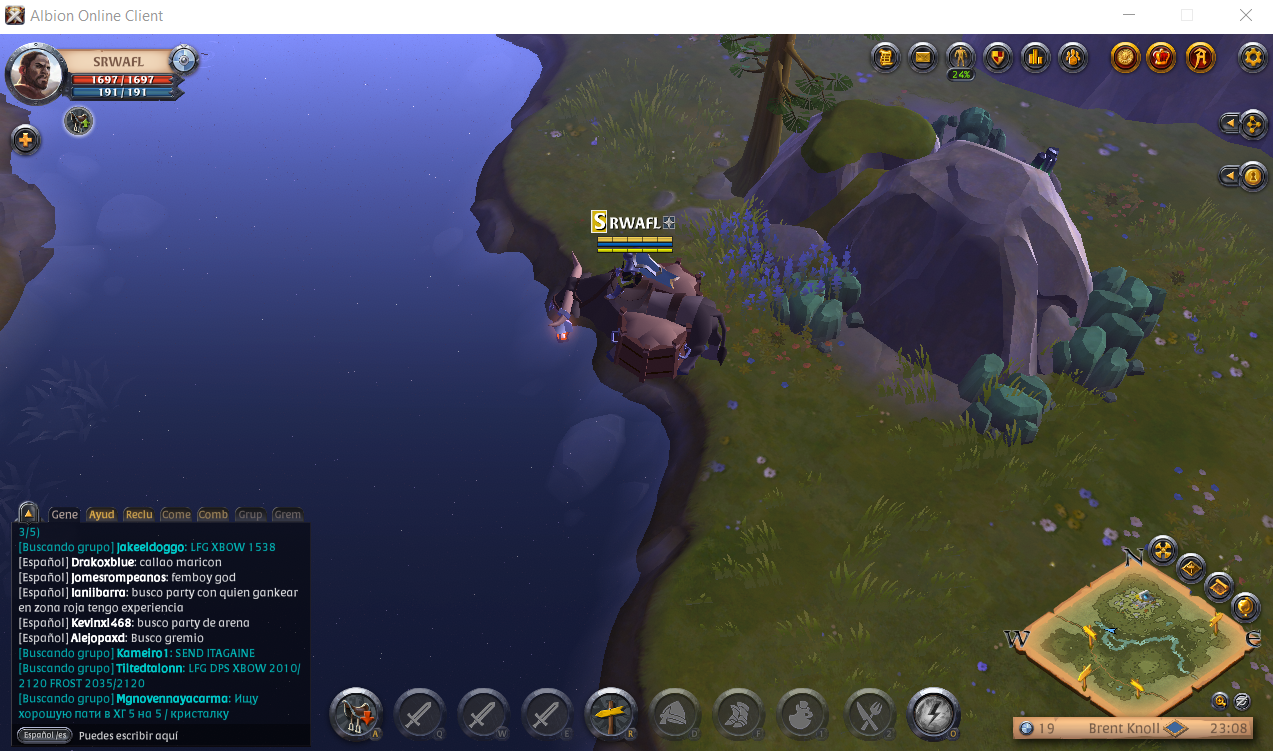 Albion Online Client
SRWAFL
1697 / 1697
191 / 191
24%
SRWAFL
Gene Ayud Reclu Come Comb Grup Grem
3/5)
[Buscando grupo] Jakeeldoggo: LFG XBOW 1538
[Español] Drakoxblue: callao maricon
[Español] Jomesrompeanos: femboy god
[Español] Ianiibarra: busco party con quien gankear
en zona roja tengo experiencia
[Español] Kevinxl468: busco party de arena
[Español] Alejopaxd: Busco gremio
[Buscando grupo] Kameiro1: SEND ITAGAINE
[Buscando grupo] Tiltedtalonn: LFG DPS XBOW 2010/
2120 FROST 2035/2120
[Buscando grupo] Mgnovennayacarma: Ищу
хорошую пати в ХГ 5 на 5 / кристалку
Español /es Puedes escribir aquí
A Q W E R D F 1 2 O
N
W E
19 Brent Knoll 23:08